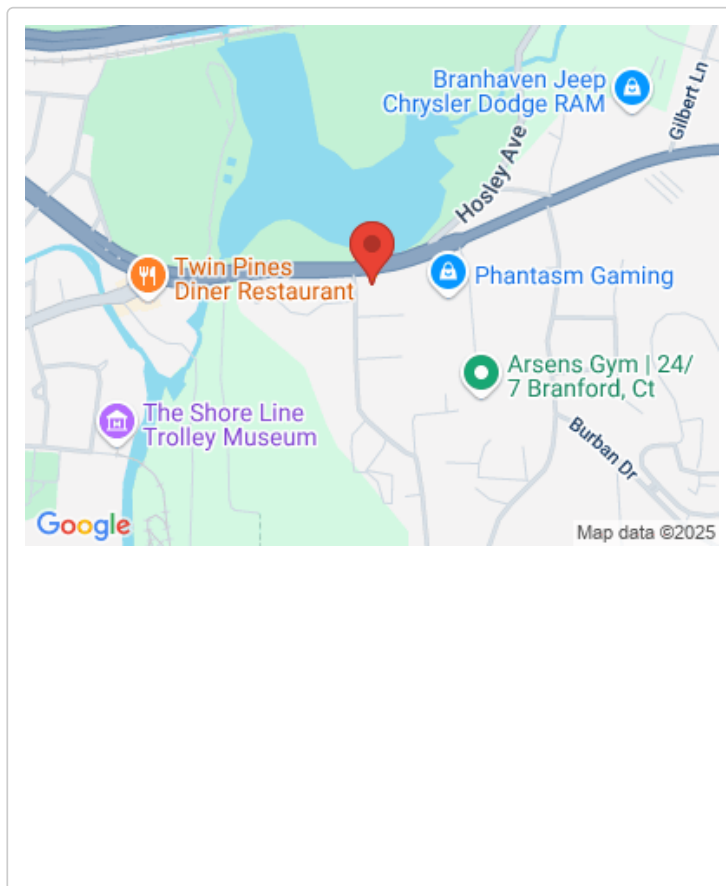 Branhaven Jeep
Chrysler Dodge RAM
Gilbert Ln
Hosley Ave
Twin Pines
Diner Restaurant
Phantasm Gaming
Arsens Gym | 24/
7 Branford, Ct
The Shore Line
Trolley Museum
Burban Dr
Google
Map data ©2025